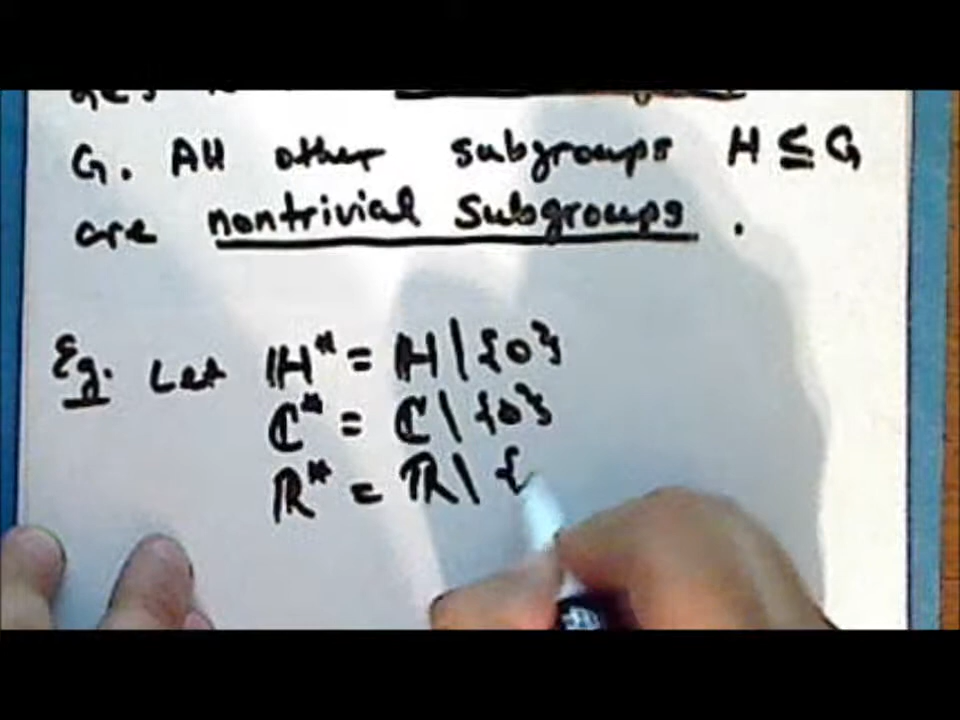 G. All other subgroups H ≤ G
are nontrivial subgroups.
Eg. Let ℍ* = ℍ \ {0}
ℂ* = ℂ \ {0}
ℝ* = ℝ \ {